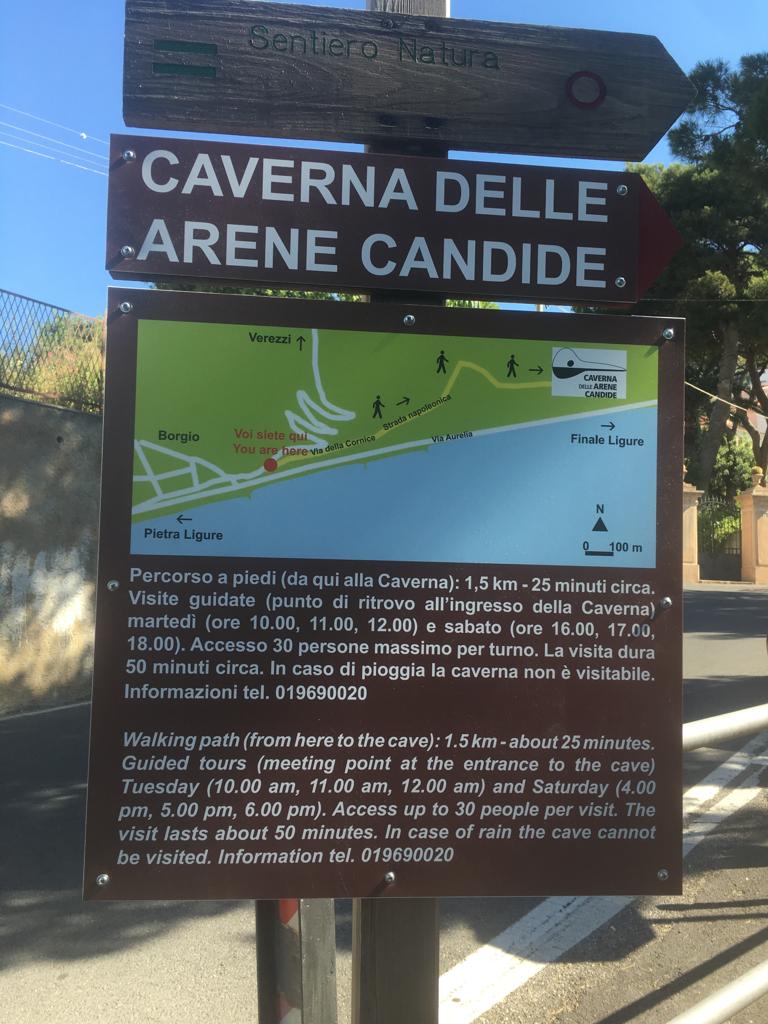 Sentiero Natura
CAVERNA DELLE
ARENE CANDIDE
Verezzi ↑
CAVERNA
DELLE ARENE
CANDIDE
Strada napoleonica
Borgio
Voi siete qui
You are here
Via della Cornice
Via Aurelia
→
Finale Ligure
←
Pietra Ligure
N
0 100 m
Percorso a piedi (da qui alla Caverna): 1,5 km - 25 minuti circa.
Visite guidate (punto di ritrovo all'ingresso della Caverna)
martedì (ore 10.00, 11.00, 12.00) e sabato (ore 16.00, 17.00,
18.00). Accesso 30 persone massimo per turno. La visita dura
50 minuti circa. In caso di pioggia la caverna non è visitabile.
Informazioni tel. 019690020
Walking path (from here to the cave): 1.5 km - about 25 minutes.
Guided tours (meeting point at the entrance to the cave)
Tuesday (10.00 am, 11.00 am, 12.00 am) and Saturday (4.00
pm, 5.00 pm, 6.00 pm). Access up to 30 people per visit. The
visit lasts about 50 minutes. In case of rain the cave cannot
be visited. Information tel. 019690020